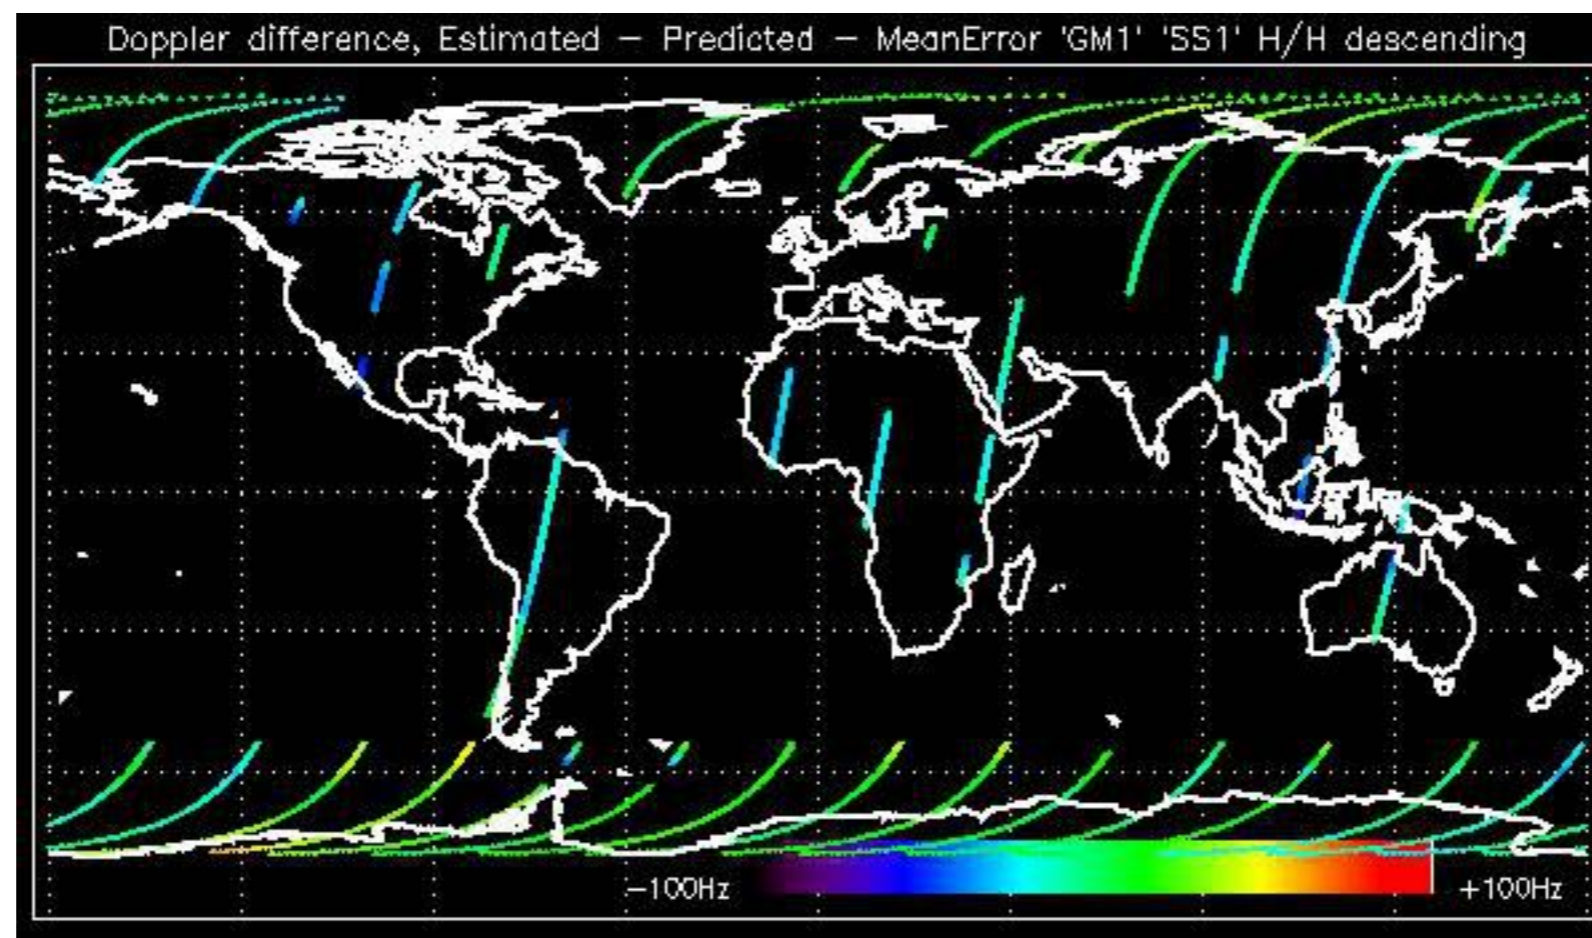 Doppler difference, Estimated – Predicted – MeanError 'GM1' 'SS1' H/H descending
–100Hz
+100Hz